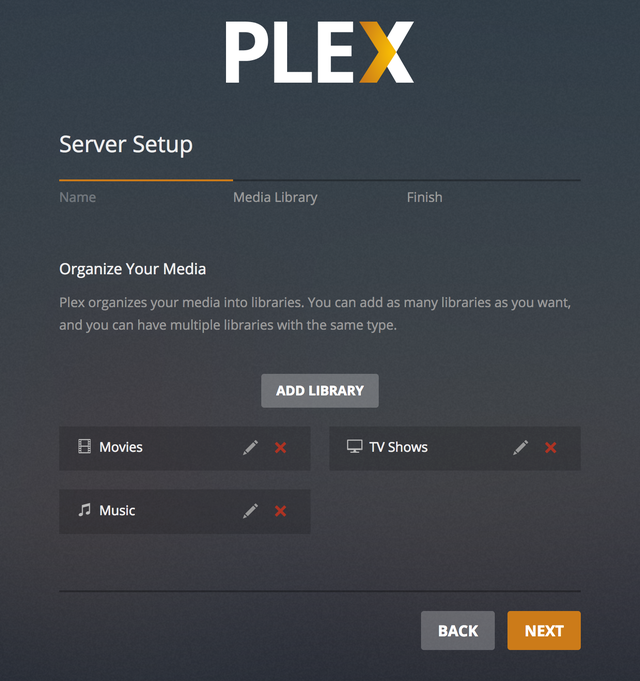 PLEX
Server Setup
Name
Media Library
Finish
Organize Your Media
Plex organizes your media into libraries. You can add as many libraries as you want,
and you can have multiple libraries with the same type.
ADD LIBRARY
Movies
TV Shows
Music
BACK
NEXT